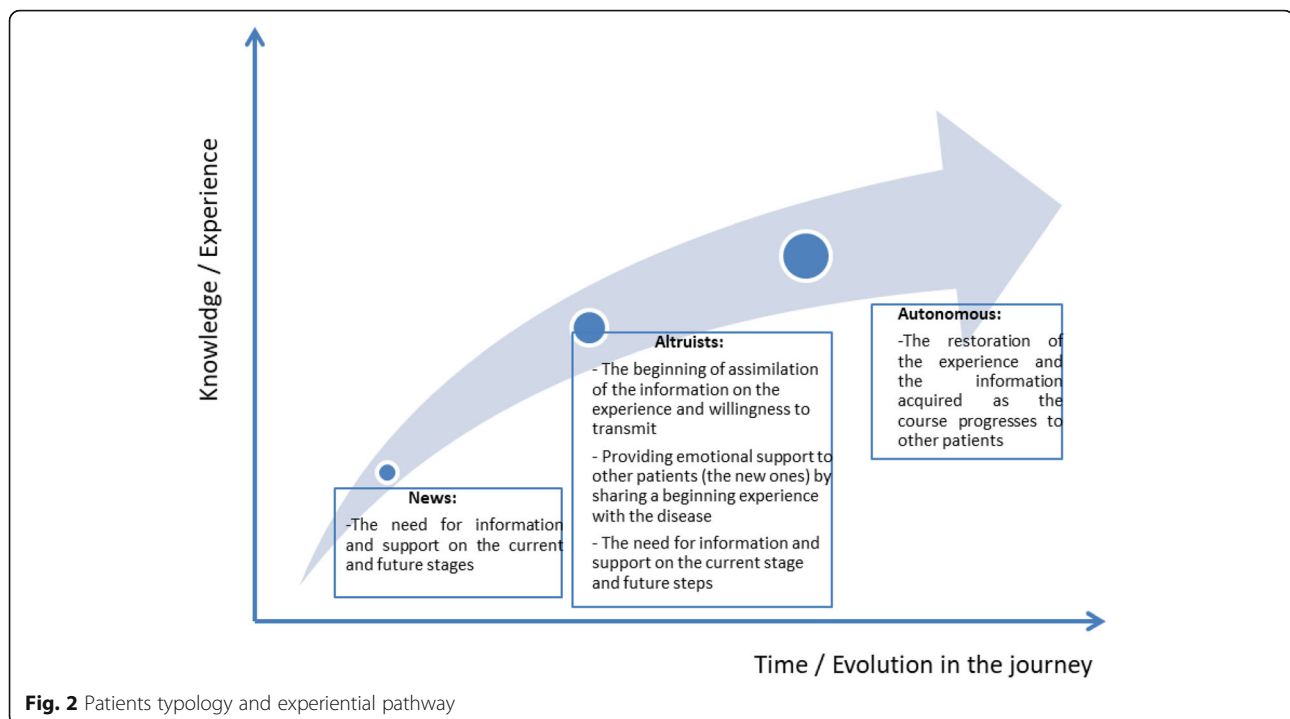 Knowledge / Experience
News:
-The need for information
and support on the current
and future stages
Altruists:
- The beginning of assimilation
of the information on the
experience and willingness to
transmit
- Providing emotional support to
other patients (the new ones) by
sharing a beginning experience
with the disease
- The need for information and
support on the current stage
and future steps
Autonomous:
-The restoration of
the experience and
the information
acquired as the
course progresses to
other patients
Time / Evolution in the journey
Fig. 2 Patients typology and experiential pathway